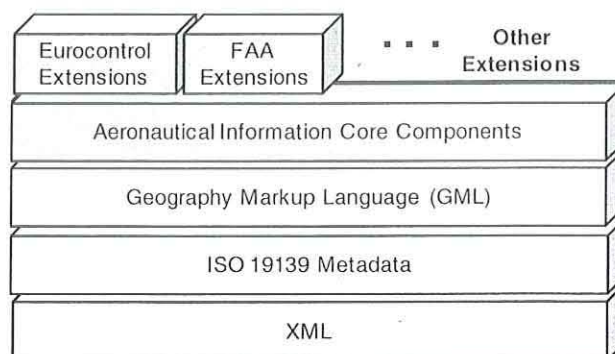 Eurocontrol
Extensions
FAA
Extensions
... Other
Extensions
Aeronautical Information Core Components
Geography Markup Language (GML)
ISO 19139 Metadata
XML